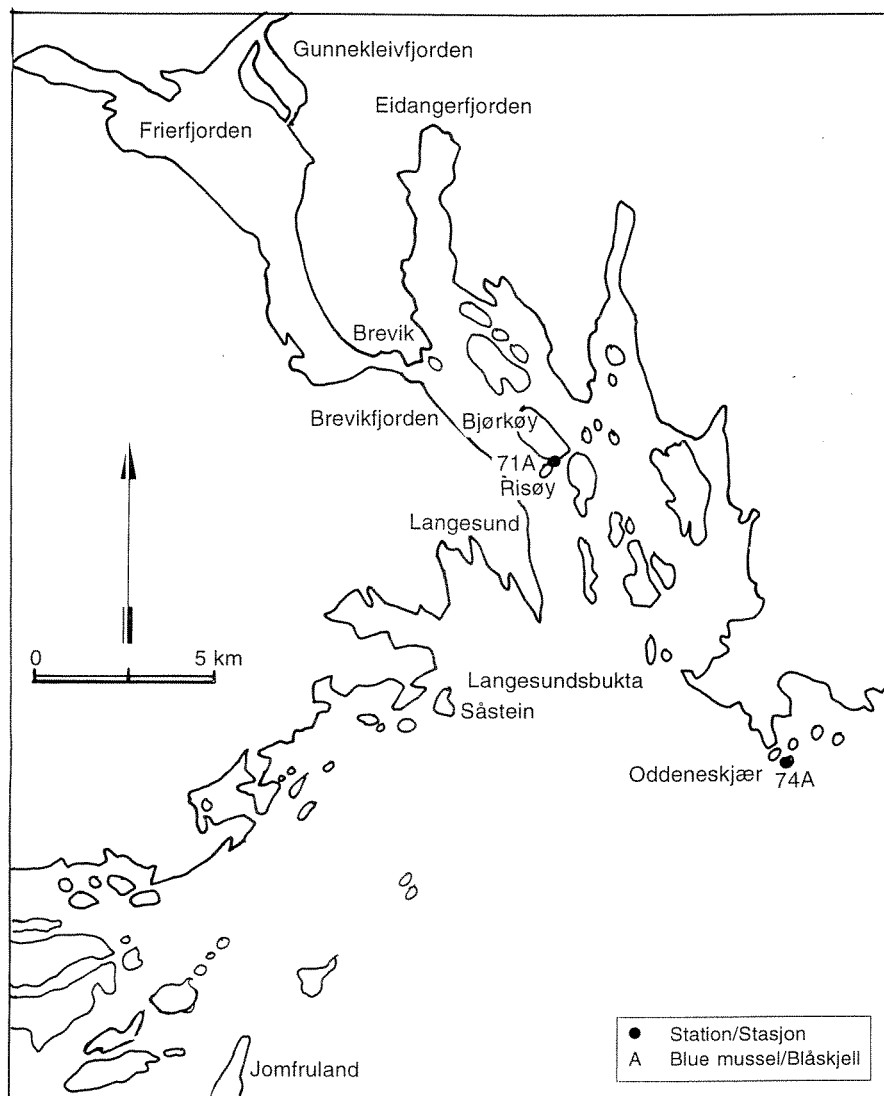 Gunnekleivfjorden
Eidangerfjorden
Frierfjorden
Brevik
Brevikfjorden
Bjørkøy
71A
Risøy
Langesund
0 5 km
Langesundsbukta
Såstein
Oddeneskjær
74A
Jomfruland
● Station/Stasjon
A Blue mussel/Blåskjell